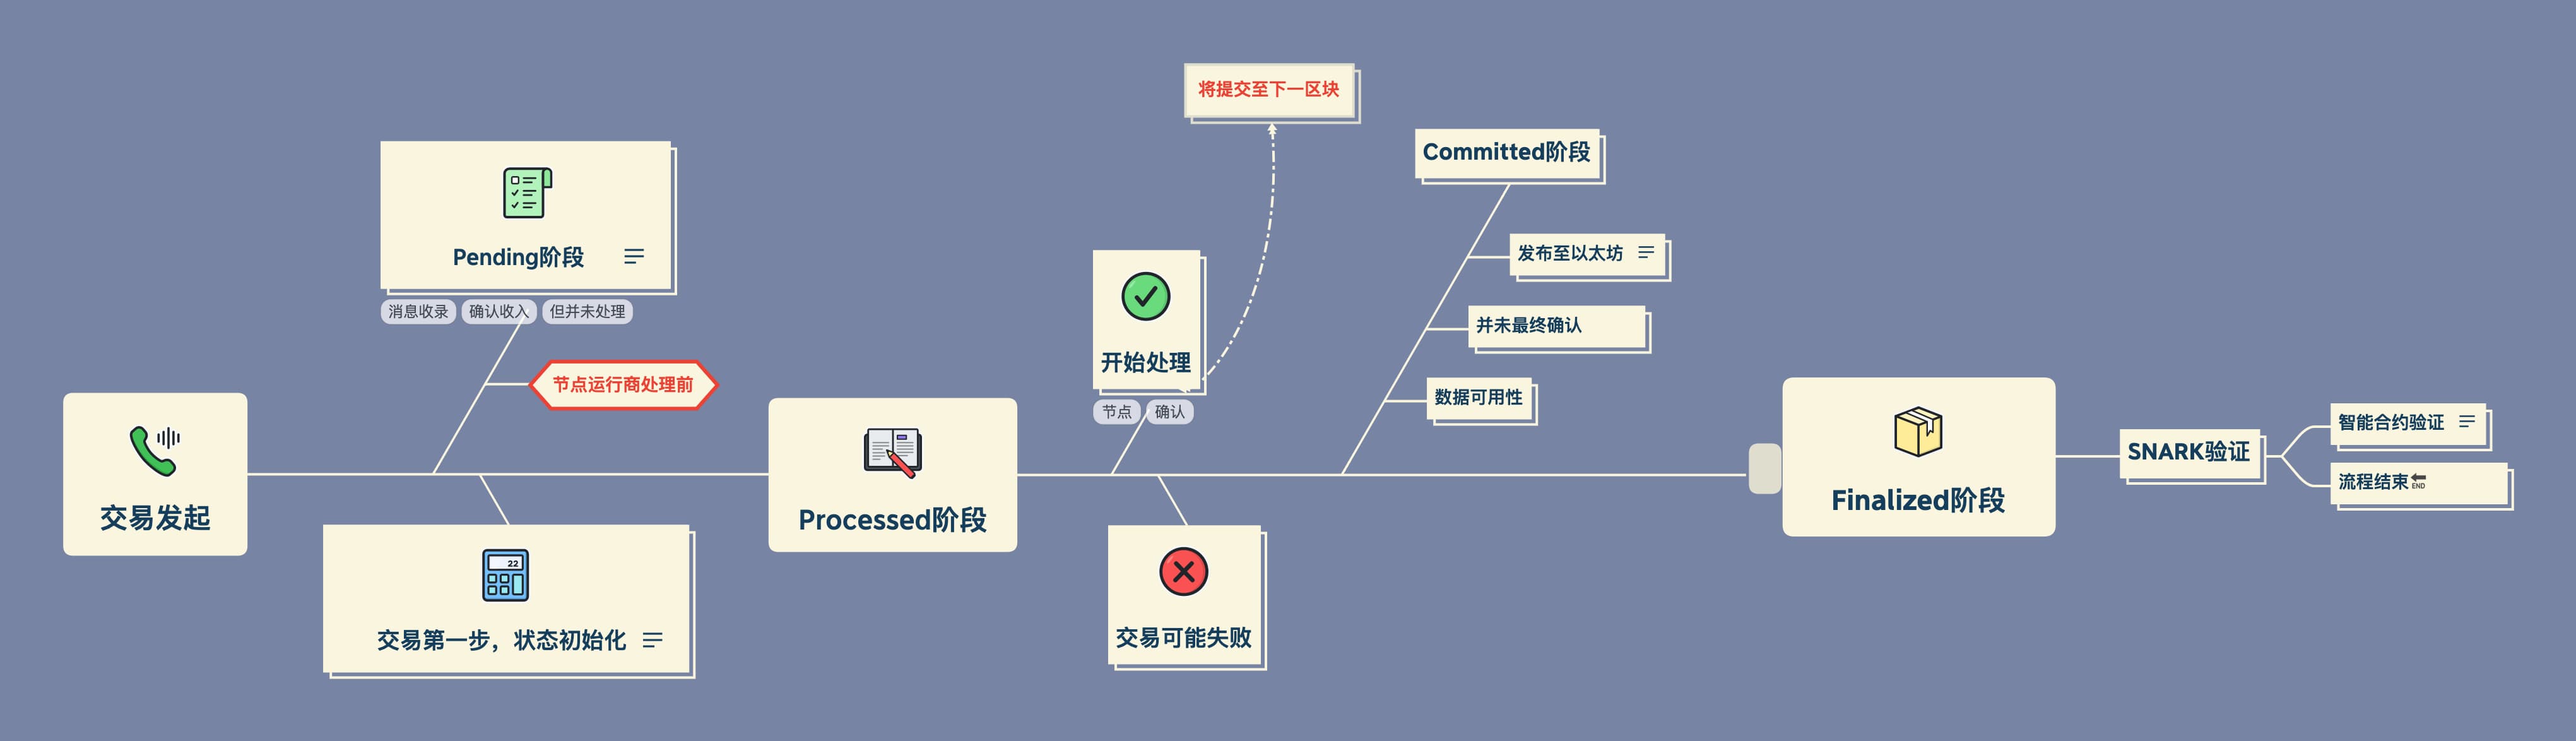 将提交至下一区块
Committed阶段
Pending阶段
消息收录 确认收入 但并未处理
发布至以太坊
并未最终确认
开始处理
节点 确认
节点运行商处理前
数据可用性
交易发起
Processed阶段
Finalized阶段
SNARK验证
智能合约验证
流程结束
END
22
交易第一步，状态初始化
交易可能失败